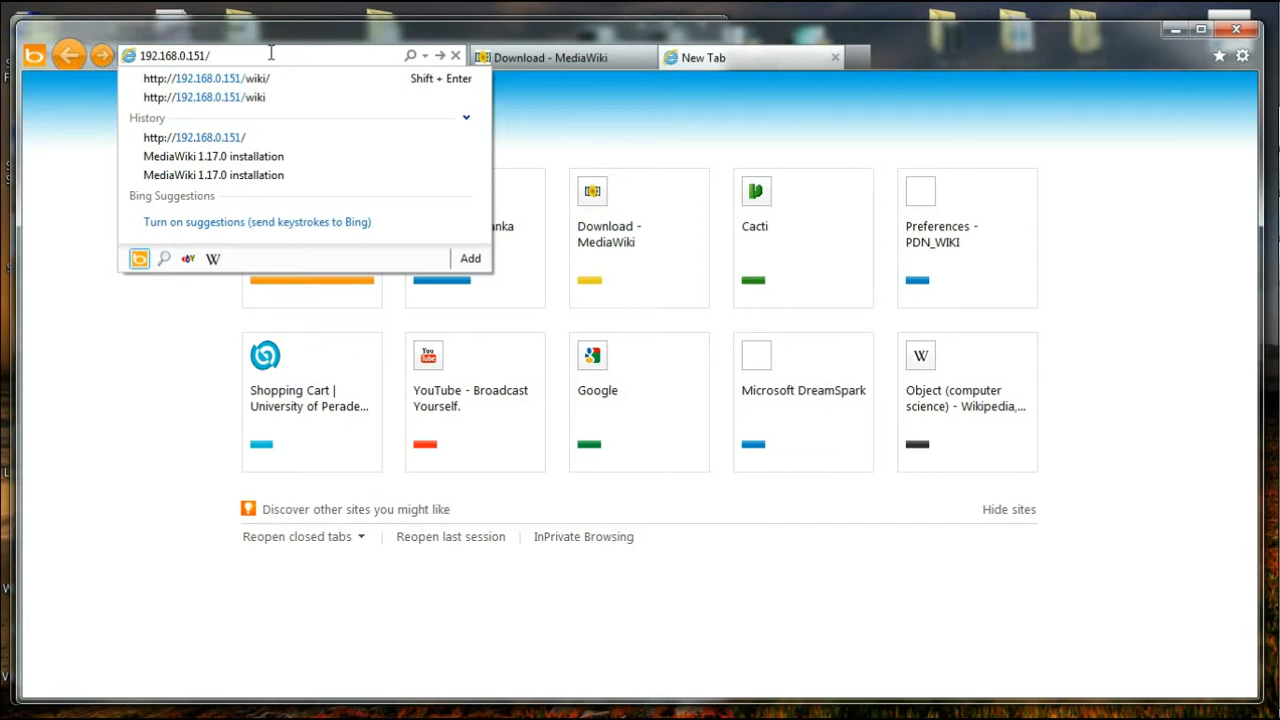 192.168.0.151/
Download - MediaWiki
New Tab
http://192.168.0.151/wiki/
Shift + Enter
http://192.168.0.151/wiki
History
http://192.168.0.151/
MediaWiki 1.17.0 installation
MediaWiki 1.17.0 installation
Bing Suggestions
Turn on suggestions (send keystrokes to Bing)
W
Add
Download -
MediaWiki
Cacti
Preferences -
PDN_WIKI
Shopping Cart |
University of Perade...
You
Tube
YouTube - Broadcast
Yourself.
Google
Microsoft DreamSpark
W
Object (computer
science) - Wikipedia,...
Discover other sites you might like
Hide sites
Reopen closed tabs
Reopen last session
InPrivate Browsing